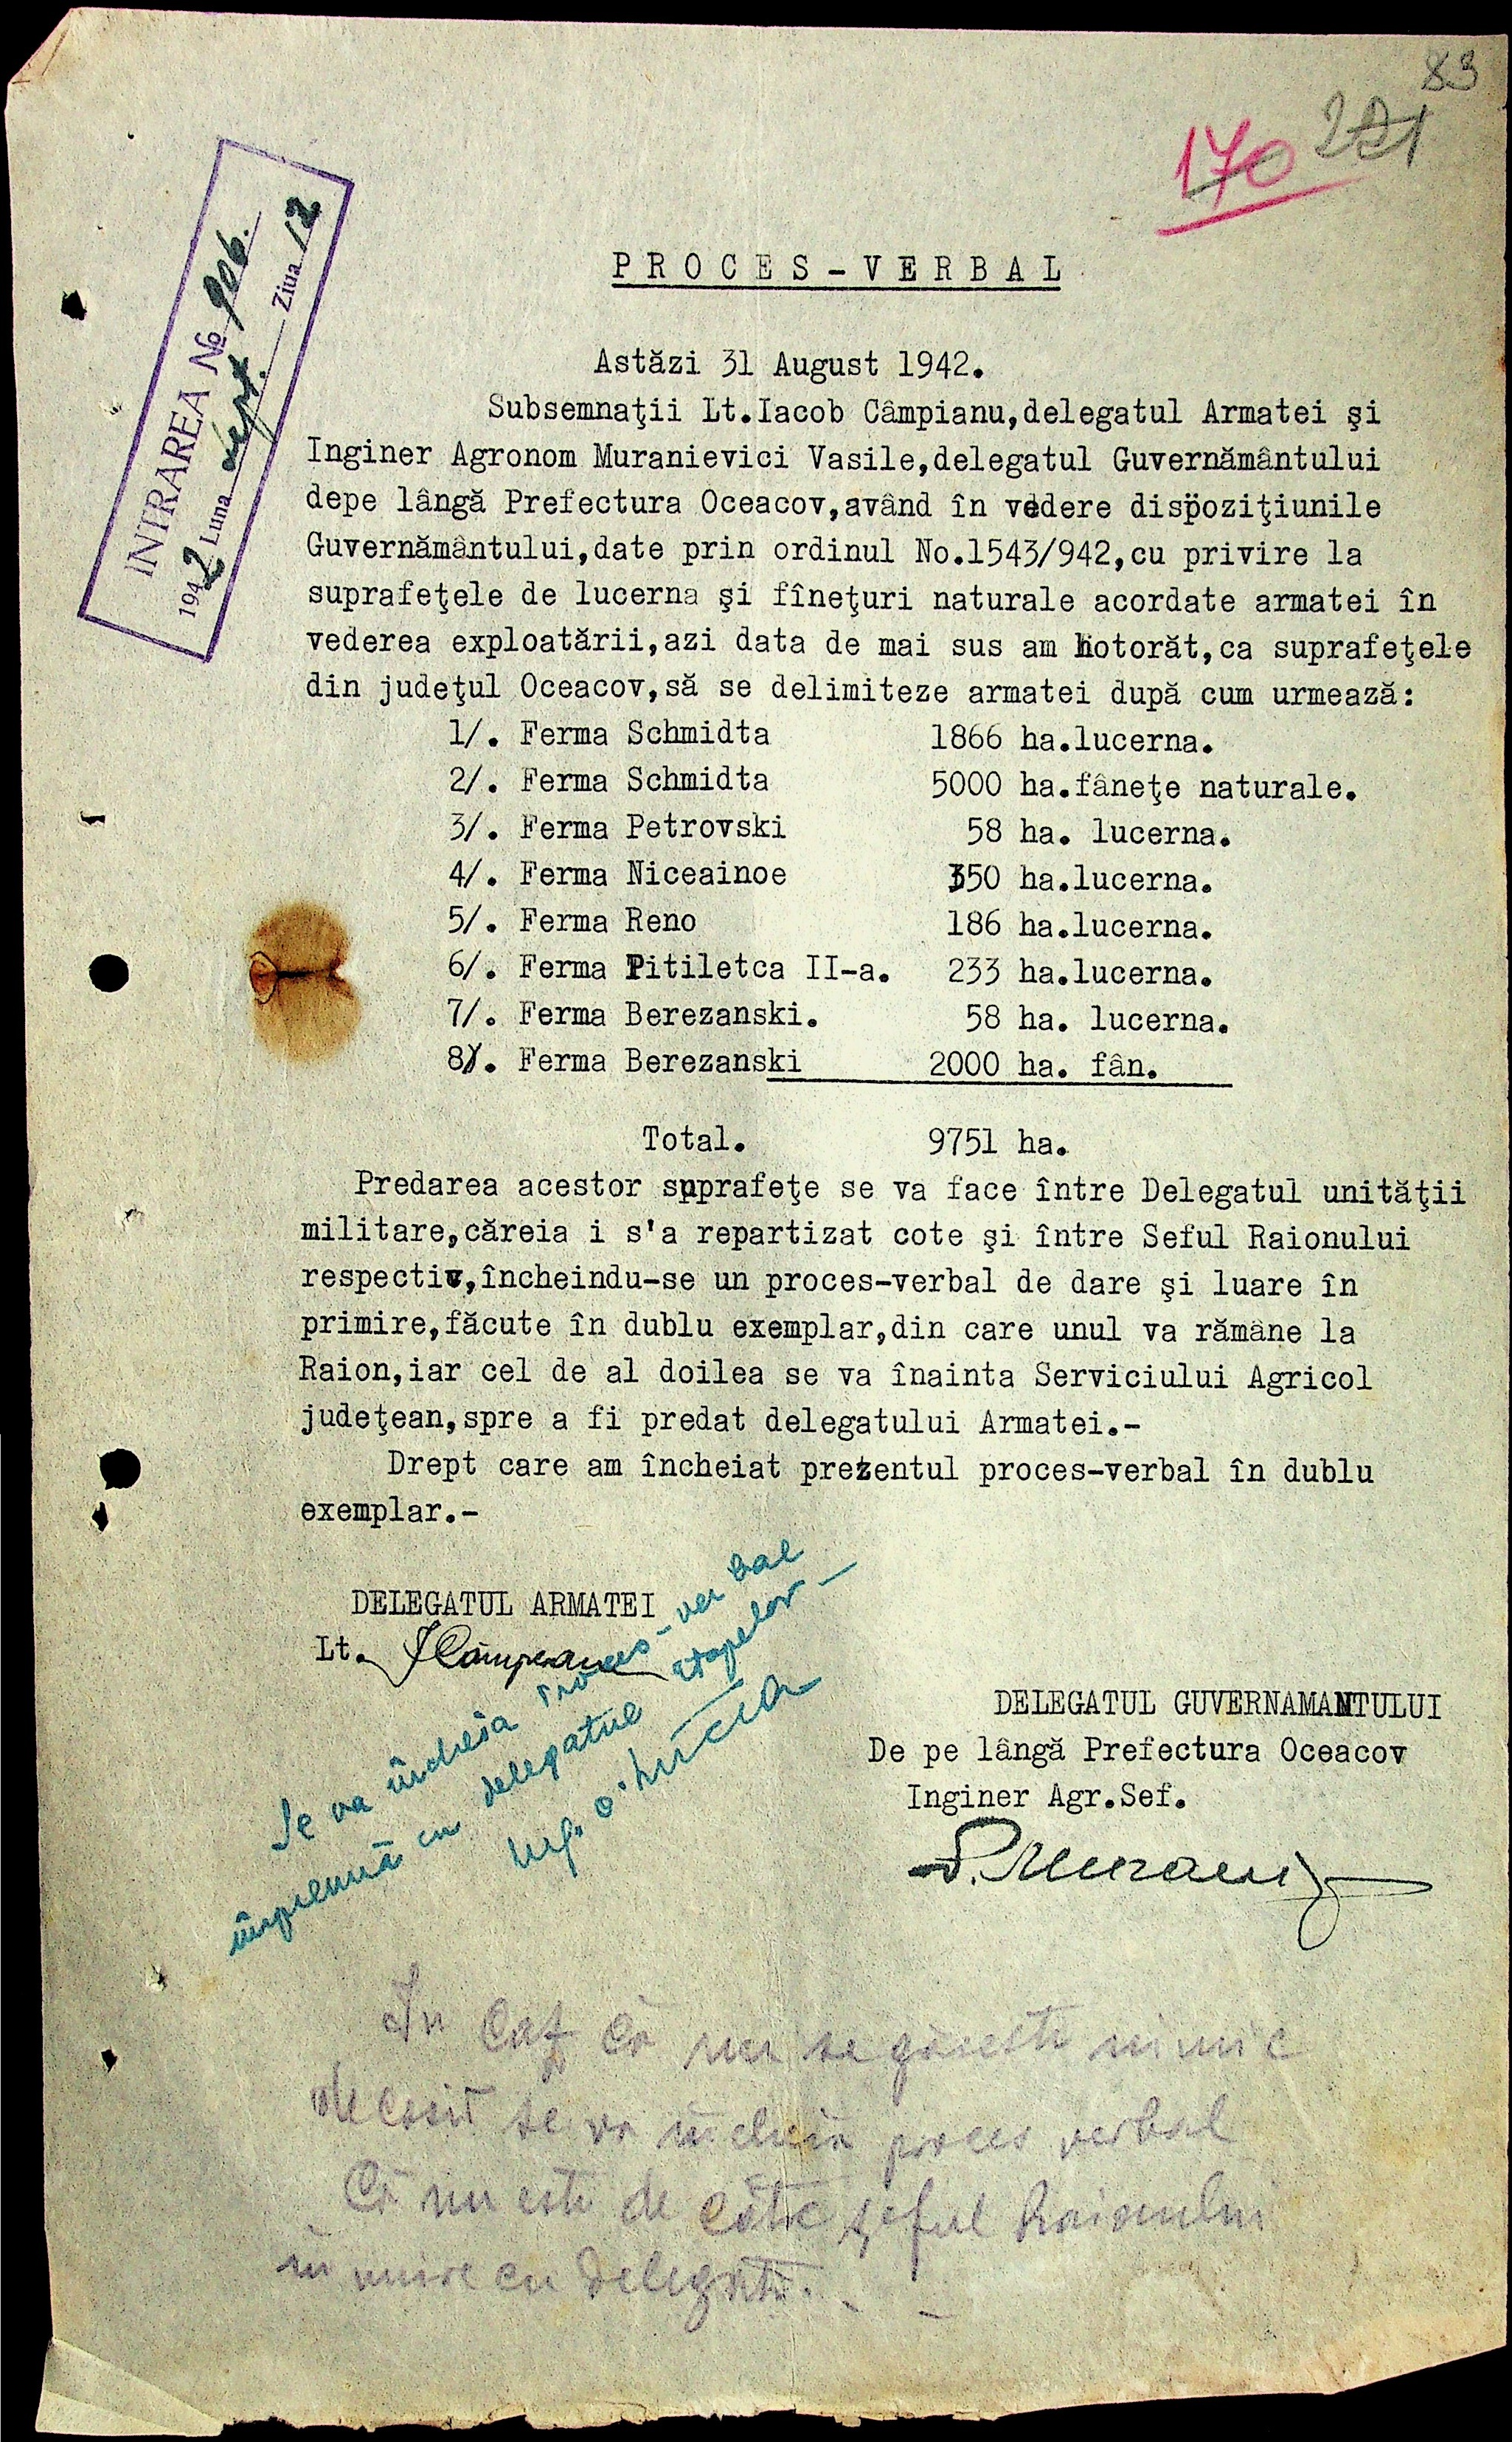 83
170 221
INTRAREA № 906.
1942 Luna Sept. Ziua 12
PROCES-VERBAL
Astăzi 31 August 1942.
Subsemnaţii Lt.Iacob Câmpianu,delegatul Armatei şi
Inginer Agronom Muranievici Vasile,delegatul Guvernământului
depe lângă Prefectura Oceacov,având în vedere dispoziţiunile
Guvernământului,date prin ordinul No.1543/942,cu privire la
suprafeţele de lucerna şi fîneţuri naturale acordate armatei în
vederea exploatării,azi data de mai sus am hotorăt,ca suprafeţele
din judeţul Oceacov,să se delimiteze armatei după cum urmează:
1/. Ferma Schmidta 1866 ha.lucerna.
2/. Ferma Schmidta 5000 ha.fâneţe naturale.
3/. Ferma Petrovski 58 ha. lucerna.
4/. Ferma Niceainoe 350 ha.lucerna.
5/. Ferma Reno 186 ha.lucerna.
6/. Ferma Pitiletca II-a. 233 ha.lucerna.
7/. Ferma Berezanski. 58 ha. lucerna.
8/. Ferma Berezanski 2000 ha. fân.
Total. 9751 ha.
Predarea acestor suprafeţe se va face între Delegatul unităţii
militare,căreia i s'a repartizat cote şi între Seful Raionului
respectiv,încheindu-se un proces-verbal de dare şi luare în
primire,făcute în dublu exemplar,din care unul va rămâne la
Raion,iar cel de al doilea se va înainta Serviciului Agricol
judeţean,spre a fi predat delegatului Armatei.-
Drept care am încheiat prezentul proces-verbal în dublu
exemplar.-
DELEGATUL ARMATEI
Lt. I Câmpeanu
Se va încheia proces-verbal
împreună cu delegatul etapelor-
DELEGATUL GUVERNAMANTULUI
De pe lângă Prefectura Oceacov
Inginer Agr.Sef.
In caz că nu se găseste nimic
de cosit se va încheia proces verbal
Că nu este de către şeful Raionului
în unire cu delegatii.